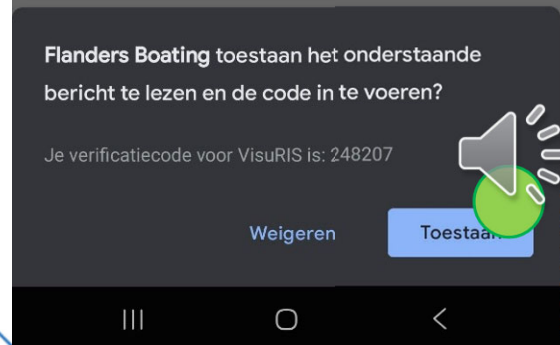 Flanders Boating toestaan het onderstaande
bericht te lezen en de code in te voeren?
Je verificatiecode voor VisuRIS is: 248207
Weigeren
Toestaan